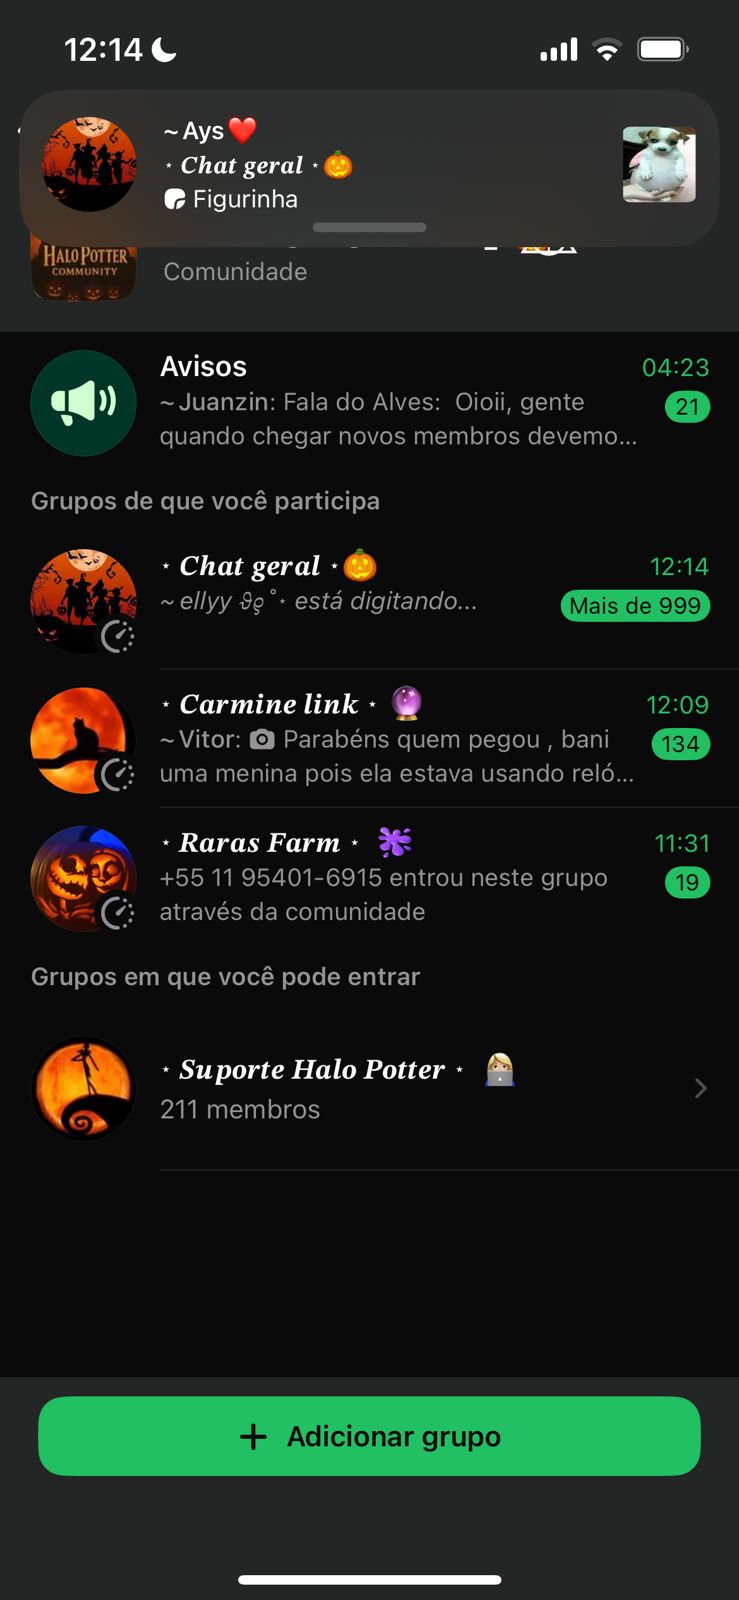 12:14
~ Ays❤️
⋆ Chat geral ⋆🎃
Figurinha
HALO POTTER
COMMUNITY
Comunidade
Avisos
04:23
~ Juanzin: Fala do Alves:  Oioii, gente
21
quando chegar novos membros devemo...
Grupos de que você participa
⋆ Chat geral ⋆🎃
12:14
~ ellyy 𝜗𝜚˚⋆ está digitando...
Mais de 999
⋆ Carmine link ⋆ 🔮
12:09
~ Vitor: 📷 Parabéns quem pegou , bani
134
uma menina pois ela estava usando reló...
⋆ Raras Farm ⋆
11:31
+55 11 95401-6915 entrou neste grupo
19
através da comunidade
Grupos em que você pode entrar
⋆ Suporte Halo Potter ⋆ 👩🏼‍💻
211 membros
+ Adicionar grupo